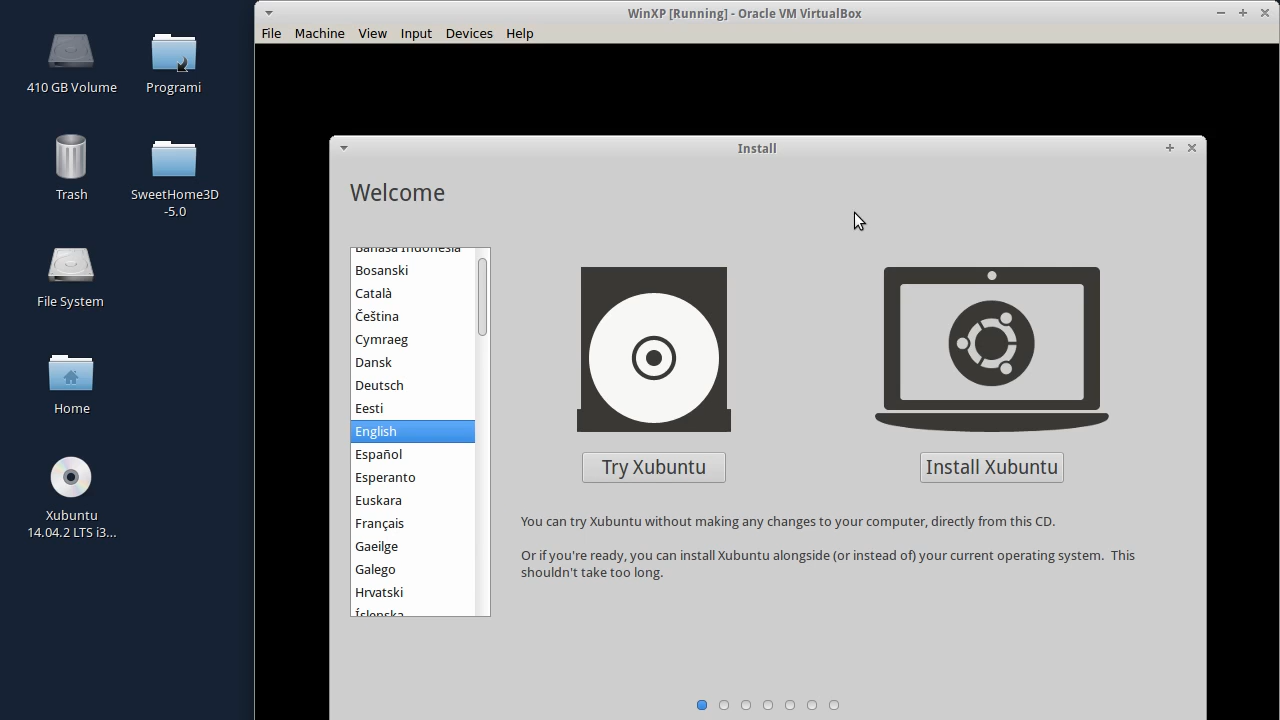 WinXP [Running] - Oracle VM VirtualBox
File Machine View Input Devices Help
410 GB Volume
Programi
Trash
SweetHome3D
-5.0
File System
Home
Xubuntu
14.04.2 LTS i3...
Install
Welcome
Bahasa Indonesia
Bosanski
Català
Čeština
Cymraeg
Dansk
Deutsch
Eesti
English
Español
Esperanto
Euskara
Français
Gaeilge
Galego
Hrvatski
Íslenska
Try Xubuntu
Install Xubuntu
You can try Xubuntu without making any changes to your computer, directly from this CD.
Or if you're ready, you can install Xubuntu alongside (or instead of) your current operating system. This
shouldn't take too long.